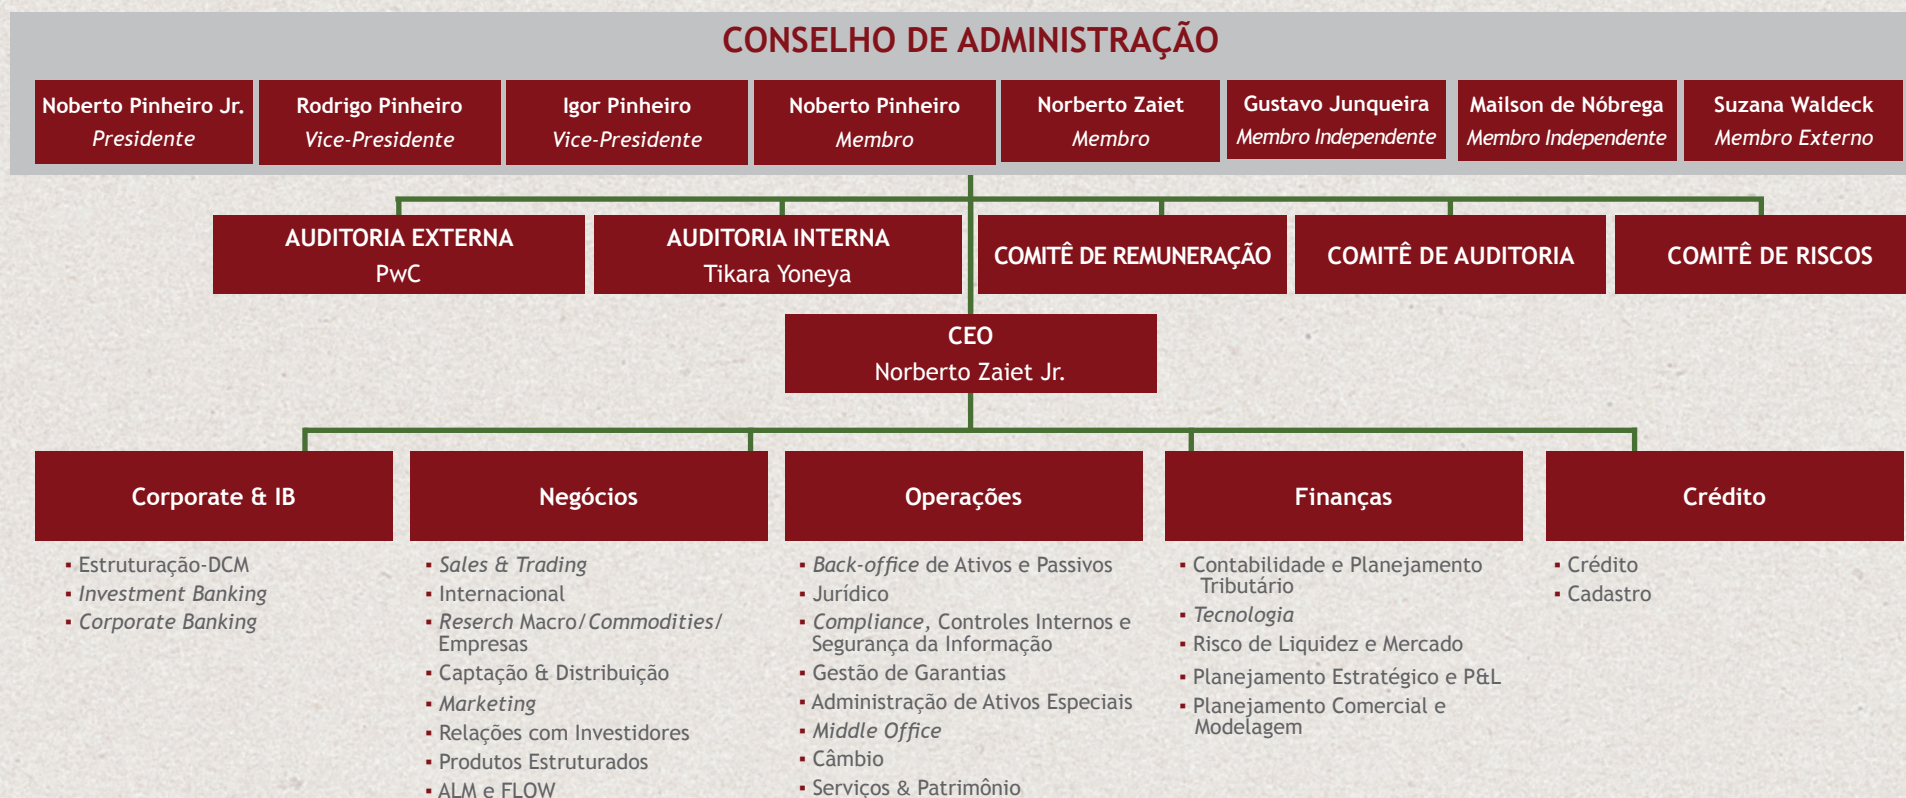 CONSELHO DE ADMINISTRAÇÃO
Noberto Pinheiro Jr.
Presidente
Rodrigo Pinheiro
Vice-Presidente
Igor Pinheiro
Vice-Presidente
Noberto Pinheiro
Membro
Norberto Zaiet
Membro
Gustavo Junqueira
Membro Independente
Mailson de Nóbrega
Membro Independente
Suzana Waldeck
Membro Externo
AUDITORIA EXTERNA
PwC
AUDITORIA INTERNA
Tikara Yoneya
COMITÊ DE REMUNERAÇÃO
COMITÊ DE AUDITORIA
COMITÊ DE RISCOS
CEO
Norberto Zaiet Jr.
Corporate & IB
▪ Estruturação-DCM
▪ Investment Banking
▪ Corporate Banking
Negócios
▪ Sales & Trading
▪ Internacional
▪ Reserch Macro/Commodities/
Empresas
▪ Captação & Distribuição
▪ Marketing
▪ Relações com Investidores
▪ Produtos Estruturados
▪ ALM e FLOW
Operações
▪ Back-office de Ativos e Passivos
▪ Jurídico
▪ Compliance, Controles Internos e
Segurança da Informação
▪ Gestão de Garantias
▪ Administração de Ativos Especiais
▪ Middle Office
▪ Câmbio
▪ Serviços & Patrimônio
Finanças
▪ Contabilidade e Planejamento
Tributário
▪ Tecnologia
▪ Risco de Liquidez e Mercado
▪ Planejamento Estratégico e P&L
▪ Planejamento Comercial e
Modelagem
Crédito
▪ Crédito
▪ Cadastro